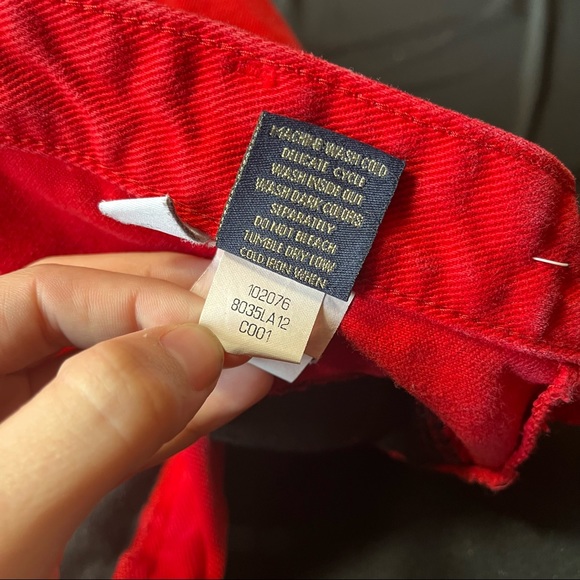 MACHINE WASH COLD
DELICATE CYCLE
WASH INSIDE OUT
WASH DARK COLORS
SEPARATELY
DO NOT BLEACH
TUMBLE DRY LOW
COLD IRON WHEN
102076
8035LA12
C001